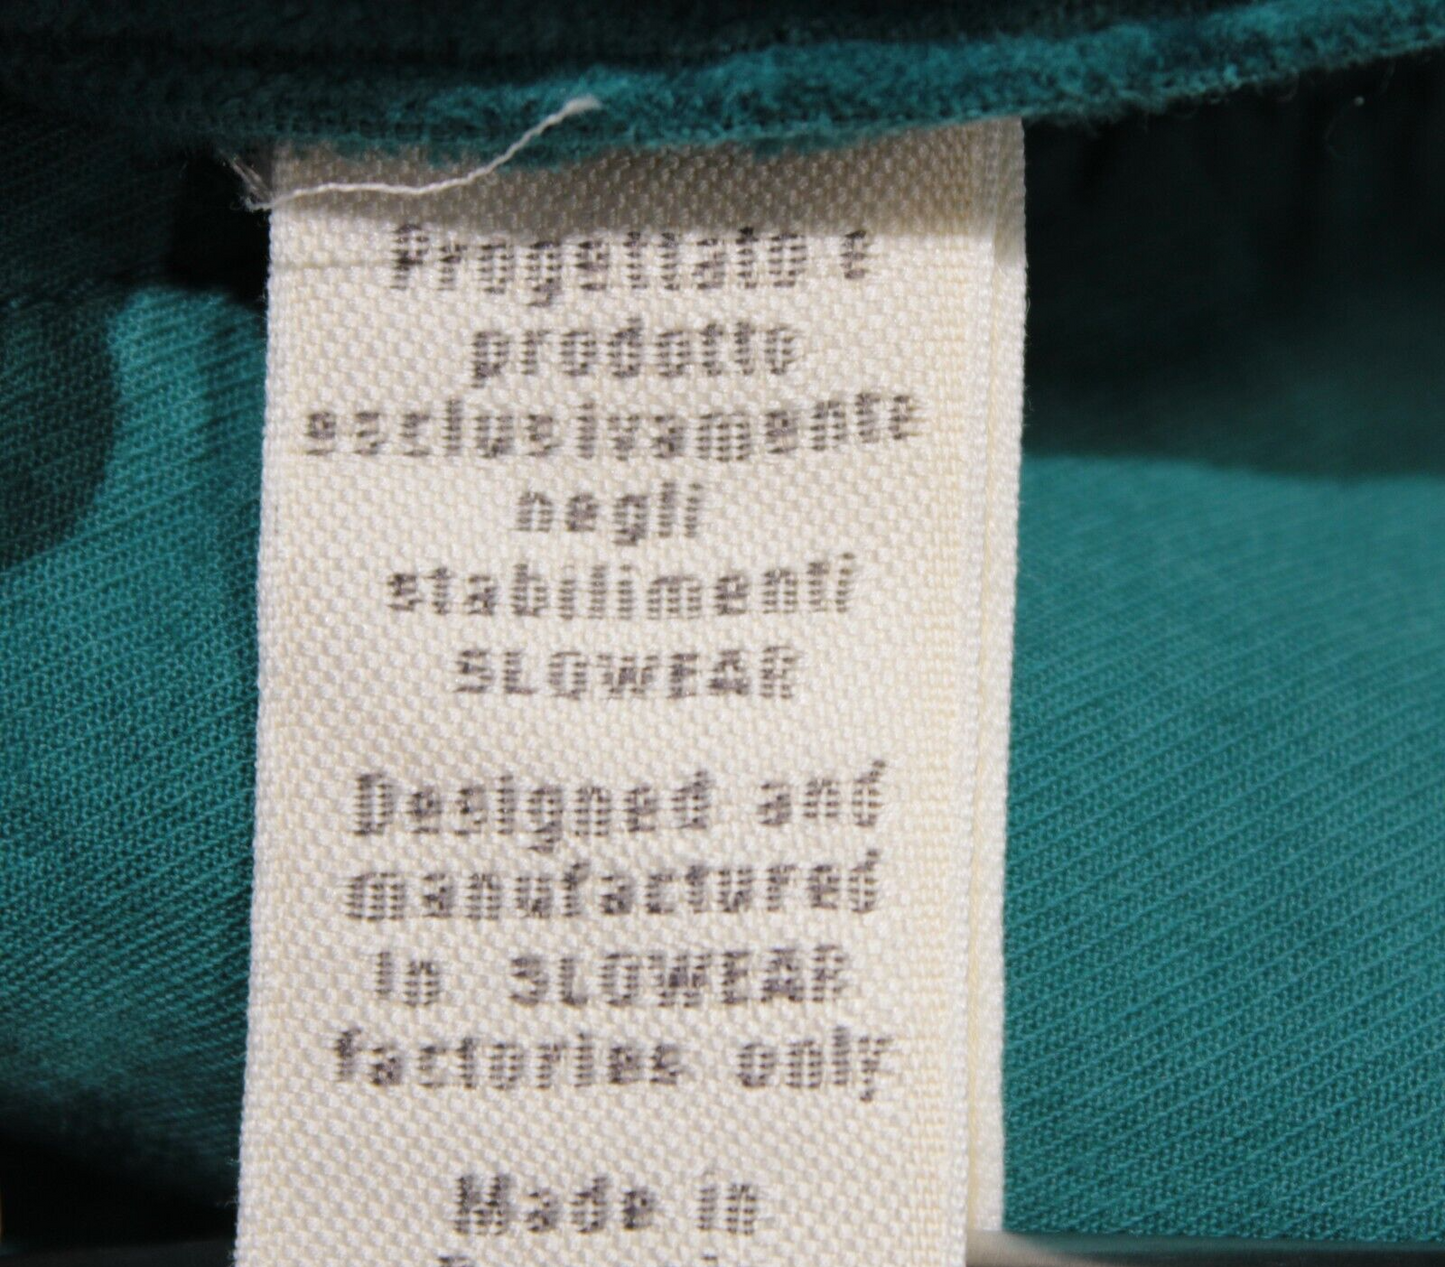 Progettato e
prodotto
esclusivamente
negli
stabilimenti
SLOWEAR
Designed and
manufactured
in SLOWEAR
factories only
Made in